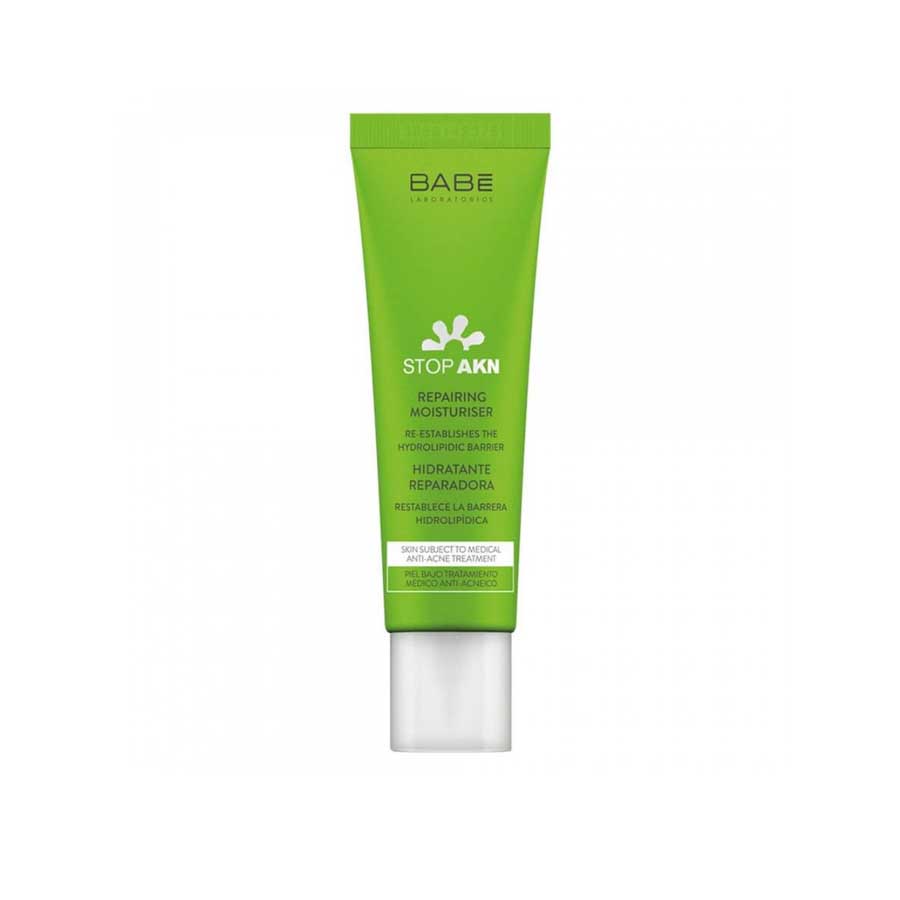 BABĒ
LABORATORIOS
STOP AKN
REPAIRING
MOISTURISER
RE-ESTABLISHES THE
HYDROLIPIDIC BARRIER
HIDRATANTE
REPARADORA
RESTABLECE LA BARRERA
HIDROLIPÍDICA
SKIN SUBJECT TO MEDICAL
ANTI-ACNE TREATMENT
PIEL BAJO TRATAMIENTO
MÉDICO ANTI-ACNEICO